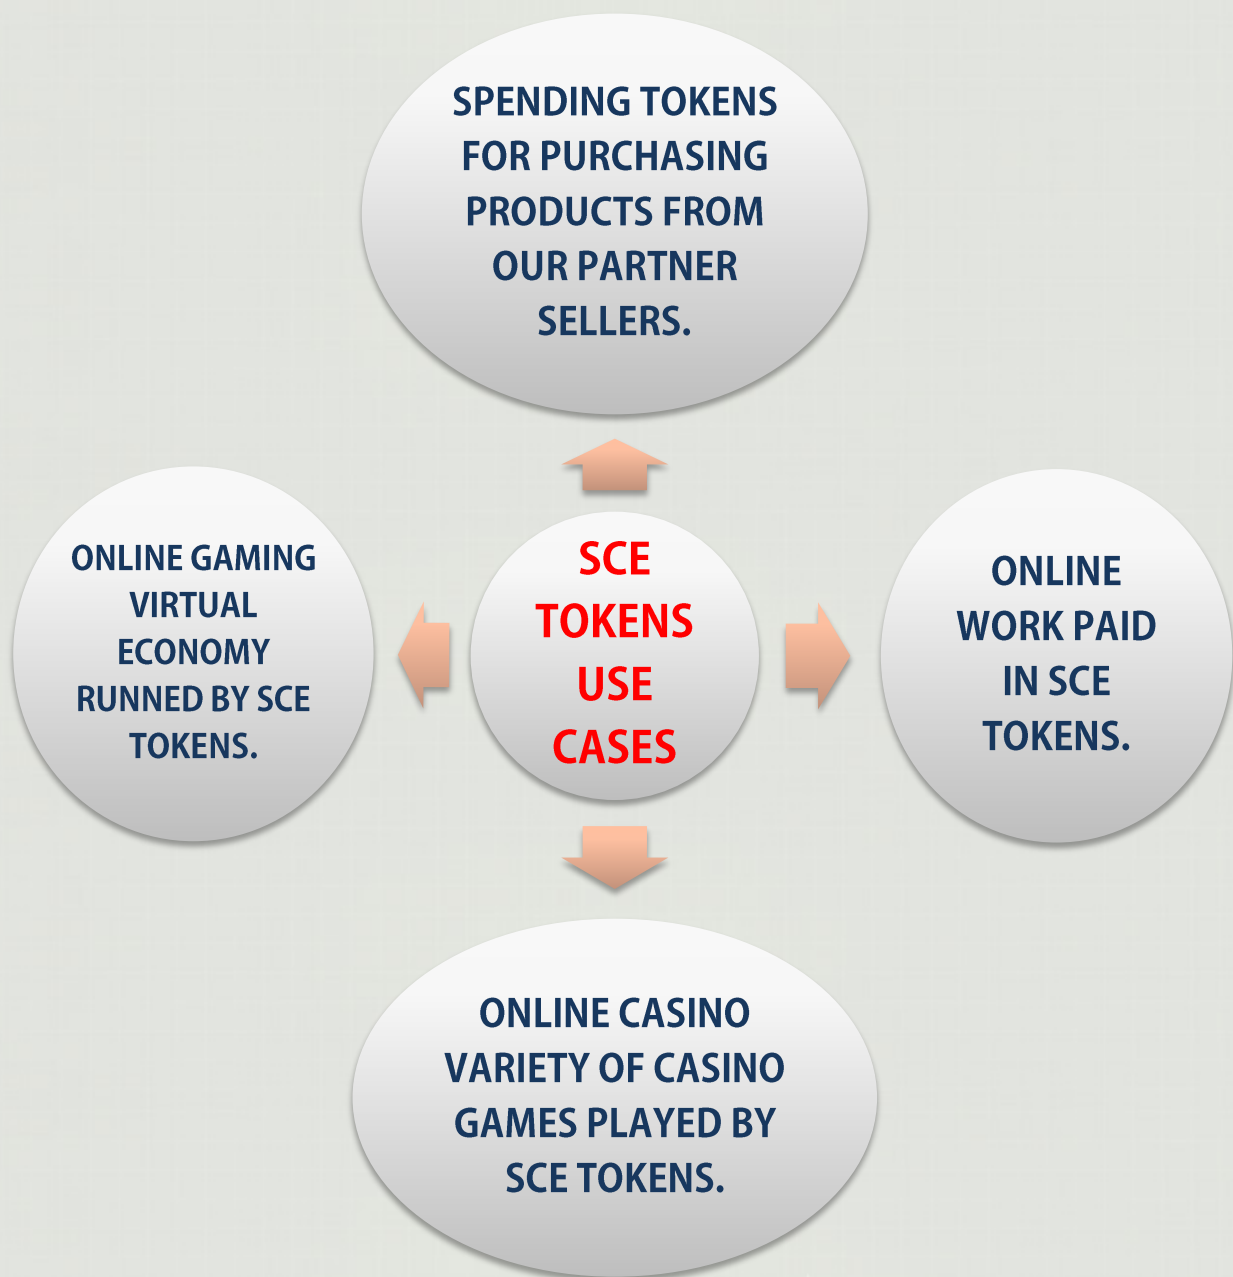 SPENDING TOKENS
FOR PURCHASING
PRODUCTS FROM
OUR PARTNER
SELLERS.
ONLINE GAMING
VIRTUAL
ECONOMY
RUNNED BY SCE
TOKENS.
SCE
TOKENS
USE
CASES
ONLINE
WORK PAID
IN SCE
TOKENS.
ONLINE CASINO
VARIETY OF CASINO
GAMES PLAYED BY
SCE TOKENS.